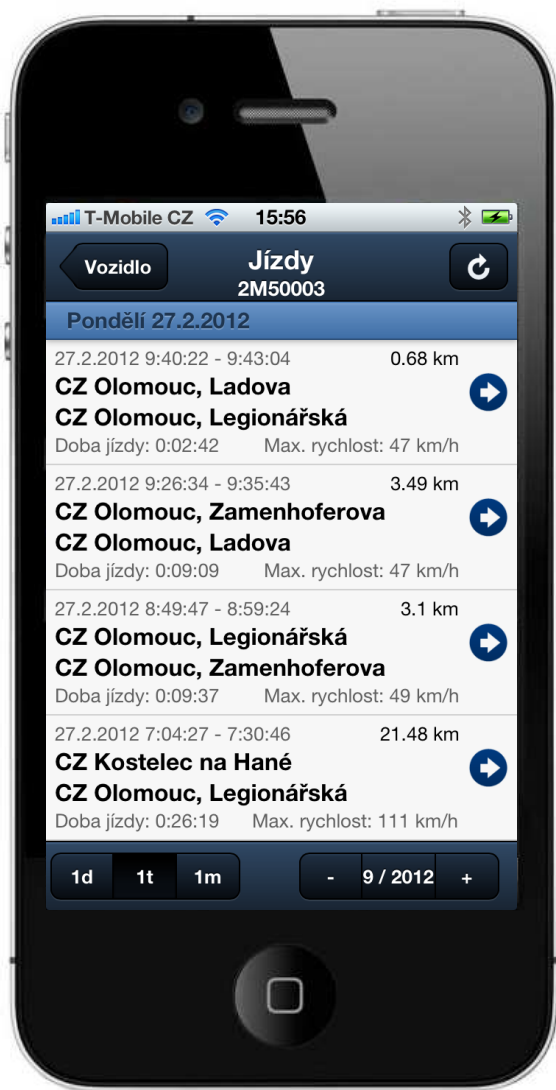 T-Mobile CZ 15:56
Vozidlo
Jízdy
2M50003
Pondělí 27.2.2012
27.2.2012 9:40:22 - 9:43:04 0.68 km
CZ Olomouc, Ladova
CZ Olomouc, Legionářská
Doba jízdy: 0:02:42 Max. rychlost: 47 km/h
27.2.2012 9:26:34 - 9:35:43 3.49 km
CZ Olomouc, Zamenhoferova
CZ Olomouc, Ladova
Doba jízdy: 0:09:09 Max. rychlost: 47 km/h
27.2.2012 8:49:47 - 8:59:24 3.1 km
CZ Olomouc, Legionářská
CZ Olomouc, Zamenhoferova
Doba jízdy: 0:09:37 Max. rychlost: 49 km/h
27.2.2012 7:04:27 - 7:30:46 21.48 km
CZ Kostelec na Hané
CZ Olomouc, Legionářská
Doba jízdy: 0:26:19 Max. rychlost: 111 km/h
1d 1t 1m - 9 / 2012 +